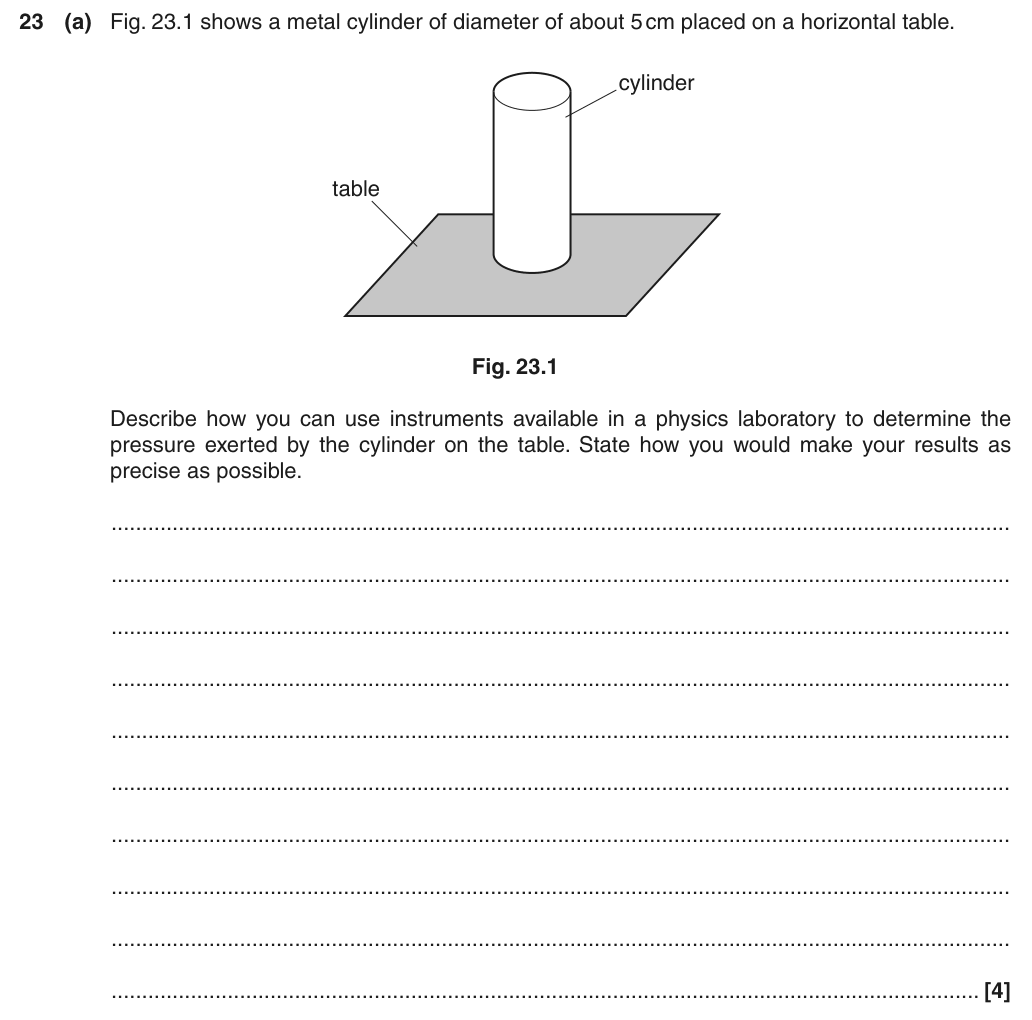 23 (a) Fig. 23.1 shows a metal cylinder of diameter of about 5 cm placed on a horizontal table.
cylinder
table
Fig. 23.1
Describe how you can use instruments available in a physics laboratory to determine the
pressure exerted by the cylinder on the table. State how you would make your results as
precise as possible.
[4]